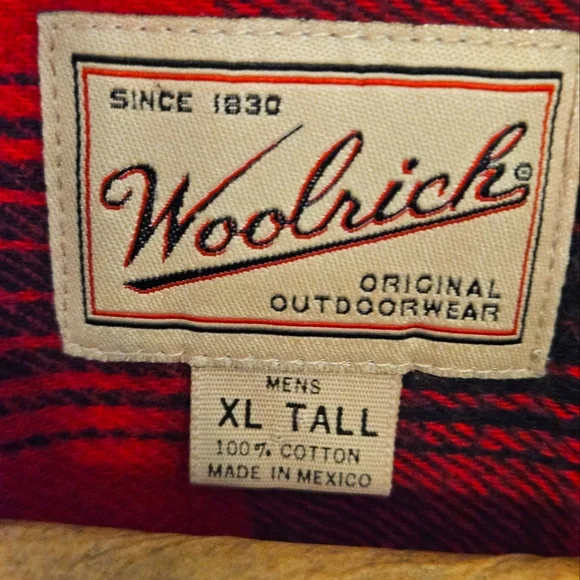 SINCE 1830
Woolrich®
ORIGINAL
OUTDOORWEAR
MENS
XL TALL
100% COTTON
MADE IN MEXICO